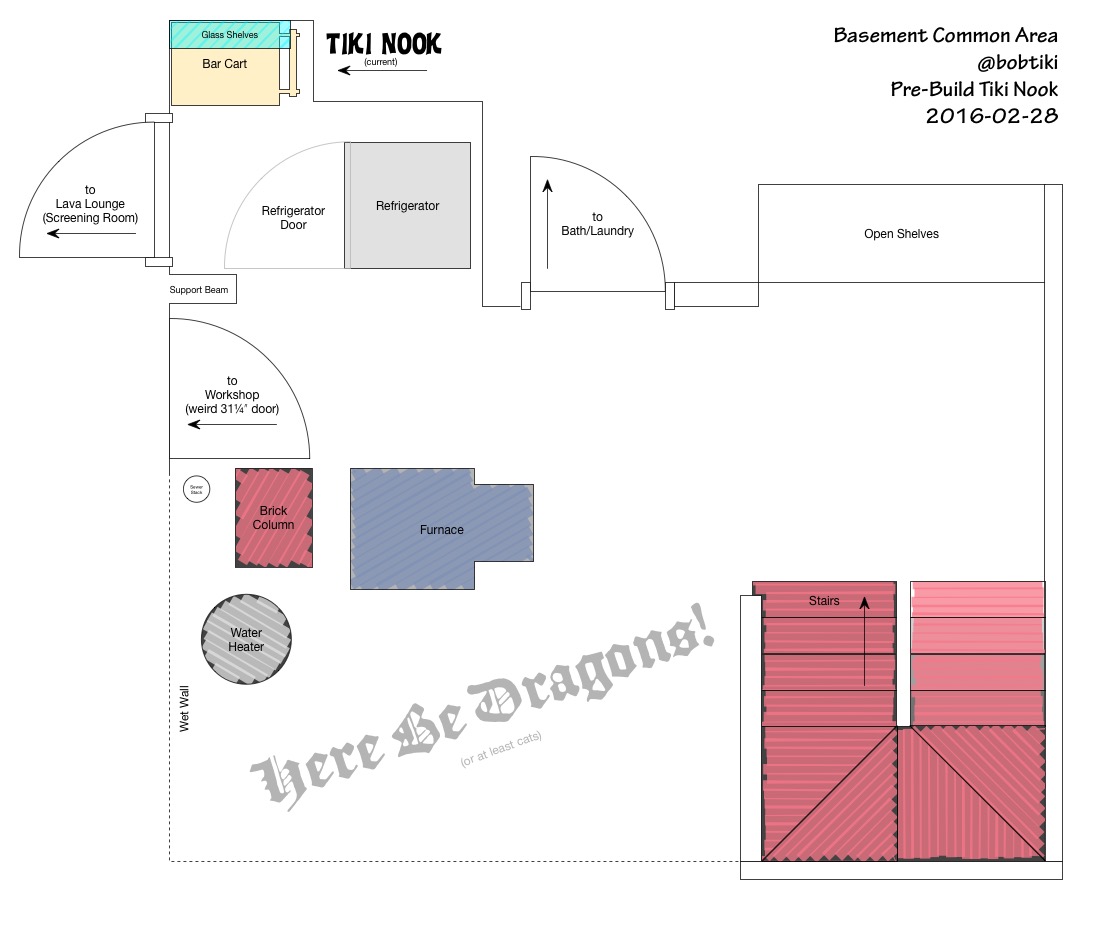 Glass Shelves
Bar Cart
TIKI NOOK
(current)
Basement Common Area
@bobtiki
Pre-Build Tiki Nook
2016-02-28
to
Lava Lounge
(Screening Room)
Refrigerator
Door
Refrigerator
to
Bath/Laundry
Open Shelves
Support Beam
to
Workshop
(weird 31¼" door)
Sewer
Stack
Brick
Column
Furnace
Water
Heater
Wet Wall
Stairs
Here Be Dragons!
(or at least cats)